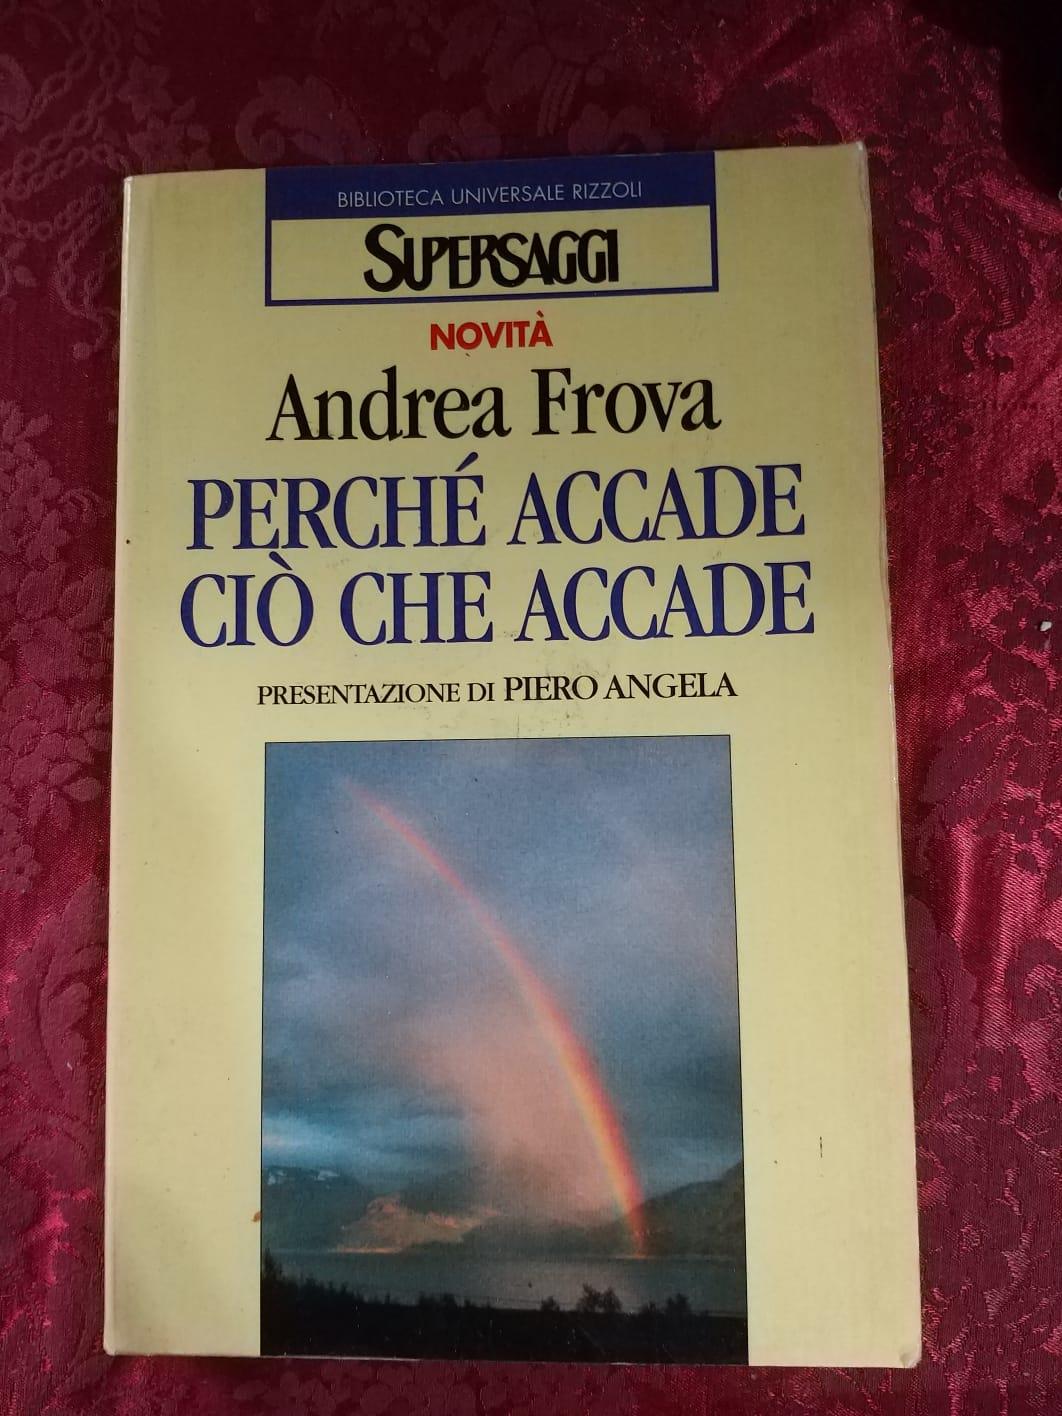 BIBLIOTECA UNIVERSALE RIZZOLI
SUPERSAGGI
NOVITÀ
Andrea Frova
PERCHÉ ACCADE
CIÒ CHE ACCADE
PRESENTAZIONE DI PIERO ANGELA